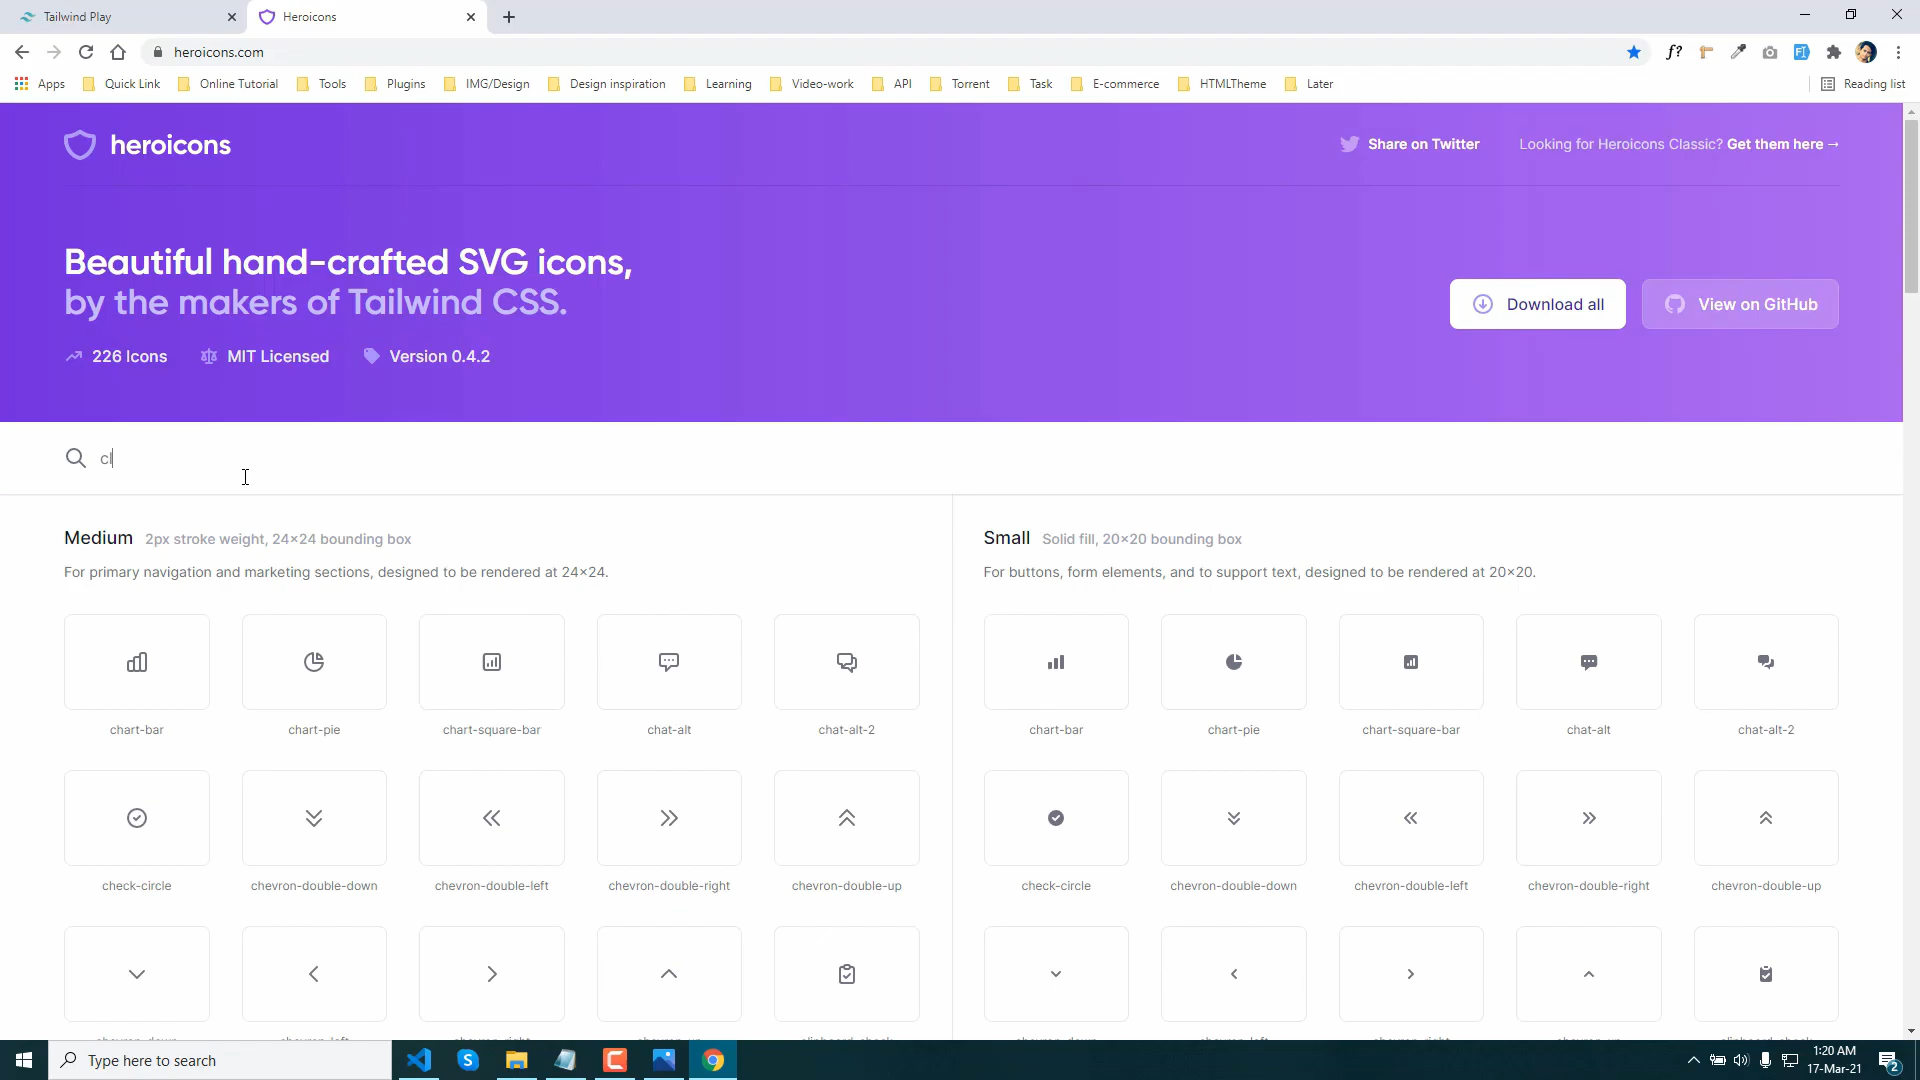 Tailwind Play
Heroicons
heroicons.com
f?
Apps
Quick Link
Online Tutorial
Tools
Plugins
IMG/Design
Design inspiration
Learning
Video-work
API
Torrent
Task
E-commerce
HTMLTheme
Later
Reading list
heroicons
Share on Twitter
Looking for Heroicons Classic? Get them here →
Beautiful hand-crafted SVG icons,
by the makers of Tailwind CSS.
Download all
View on GitHub
226 Icons
MIT Licensed
Version 0.4.2
cl
Medium 2px stroke weight, 24×24 bounding box
For primary navigation and marketing sections, designed to be rendered at 24×24.
chart-bar
chart-pie
chart-square-bar
chat-alt
chat-alt-2
check-circle
chevron-double-down
chevron-double-left
chevron-double-right
chevron-double-up
Small Solid fill, 20×20 bounding box
For buttons, form elements, and to support text, designed to be rendered at 20×20.
chart-bar
chart-pie
chart-square-bar
chat-alt
chat-alt-2
check-circle
chevron-double-down
chevron-double-left
chevron-double-right
chevron-double-up
Type here to search
1:20 AM
17-Mar-21
2